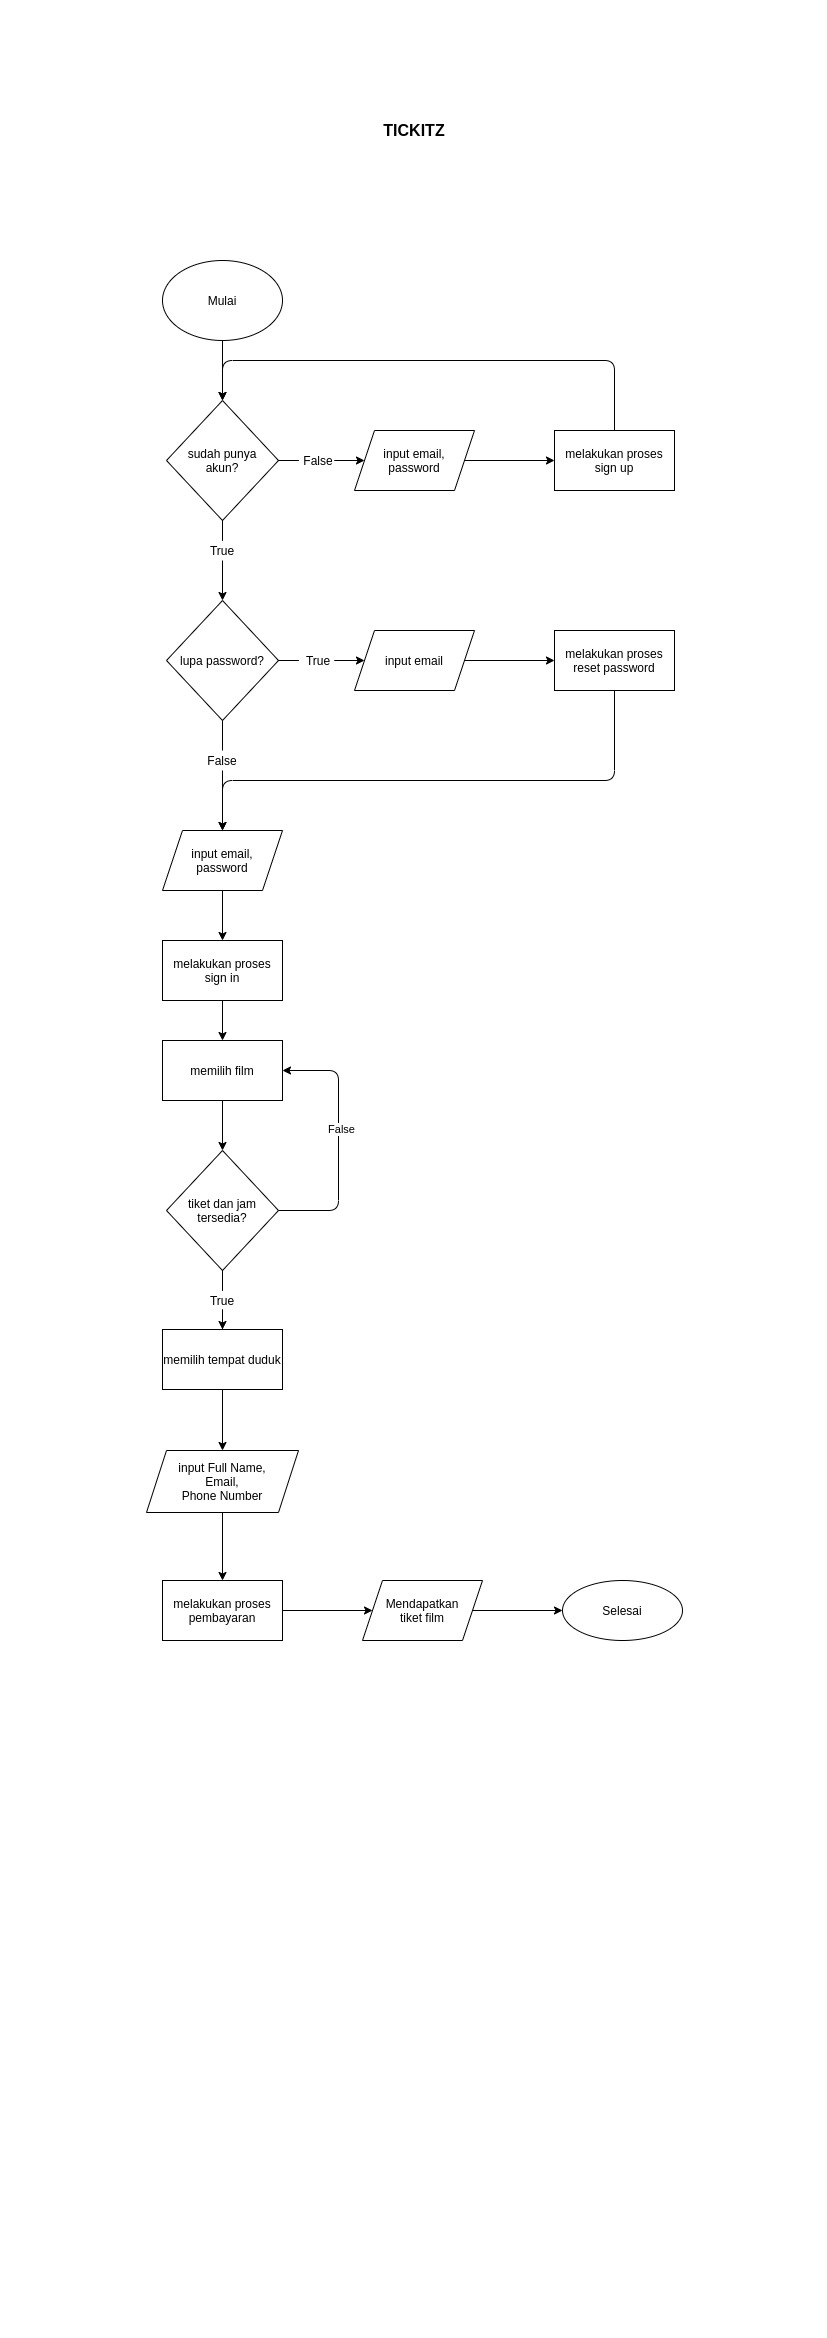 TICKITZ
Mulai
sudah punya
akun?
False
input email,
password
melakukan proses
sign up
True
lupa password?
True
input email
melakukan proses
reset password
False
input email,
password
melakukan proses
sign in
memilih film
False
tiket dan jam
tersedia?
True
memilih tempat duduk
input Full Name,
Email,
Phone Number
melakukan proses
pembayaran
Mendapatkan
tiket film
Selesai